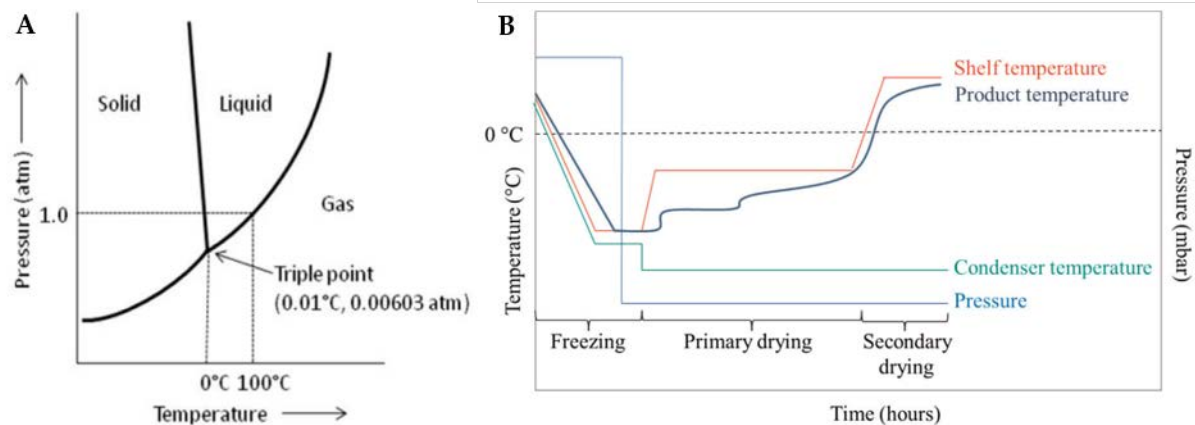 A
Pressure (atm)
Solid
Liquid
Gas
1.0
Triple point
(0.01°C, 0.00603 atm)
0°C 100°C
Temperature
B
Shelf temperature
Product temperature
0 °C
Temperature (°C)
Pressure (mbar)
Condenser temperature
Pressure
Freezing
Primary drying
Secondary
drying
Time (hours)